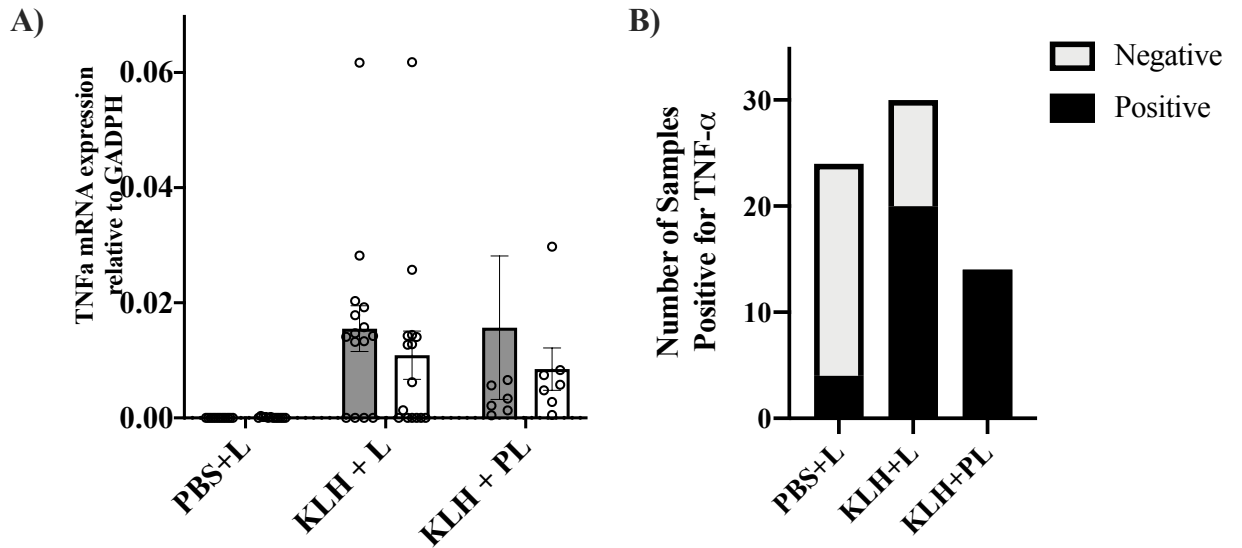 A)
TNFa mRNA expression
relative to GADPH
0.06
0.04
0.02
0.00
PBS+L
KLH + L
KLH + PL
B)
Number of Samples
Positive for TNF-α
30
20
10
0
PBS+L
KLH+L
KLH+PL
Negative
Positive